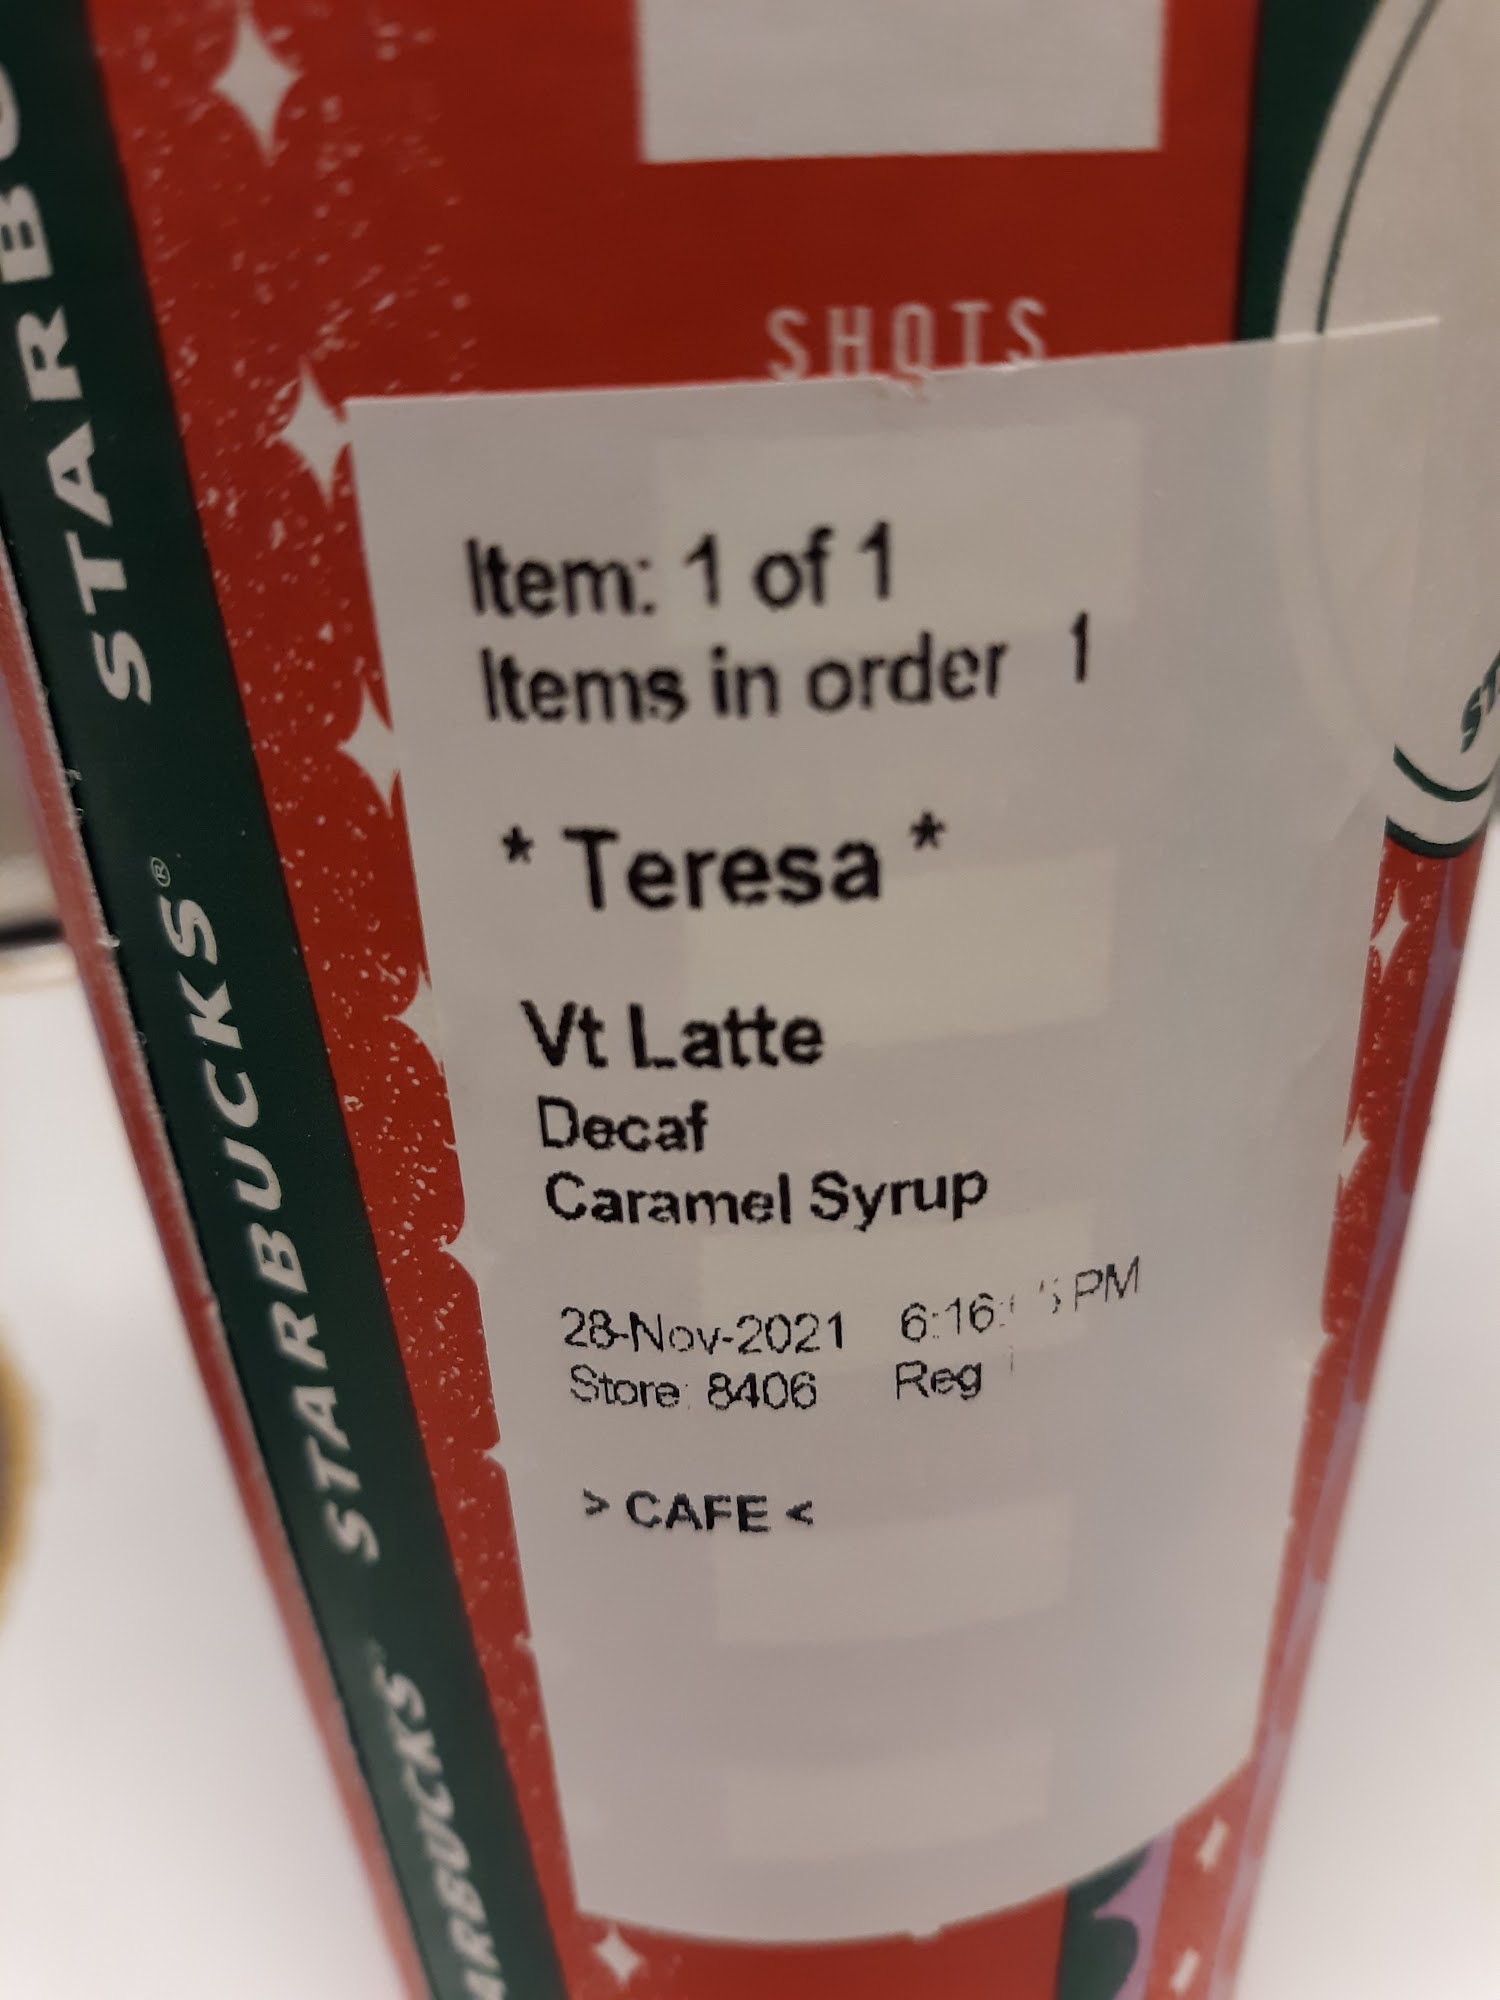 SHOTS
Item: 1 of 1
Items in order 1
* Teresa *
Vt Latte
Decaf
Caramel Syrup
28-Nov-2021 PM
Store: 8406 Reg
> CAFE <
STARBUCKS®
STARBUCKS